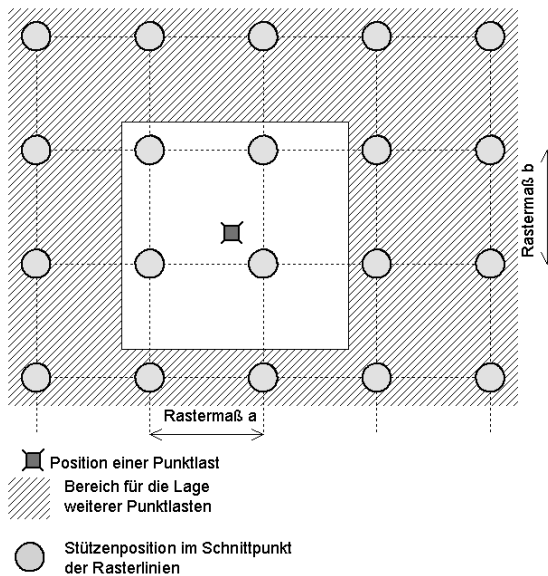 Rastermaß b
Rastermaß a
Position einer Punktlast
Bereich für die Lage
weiterer Punktlasten
Stützenposition im Schnittpunkt
der Rasterlinien